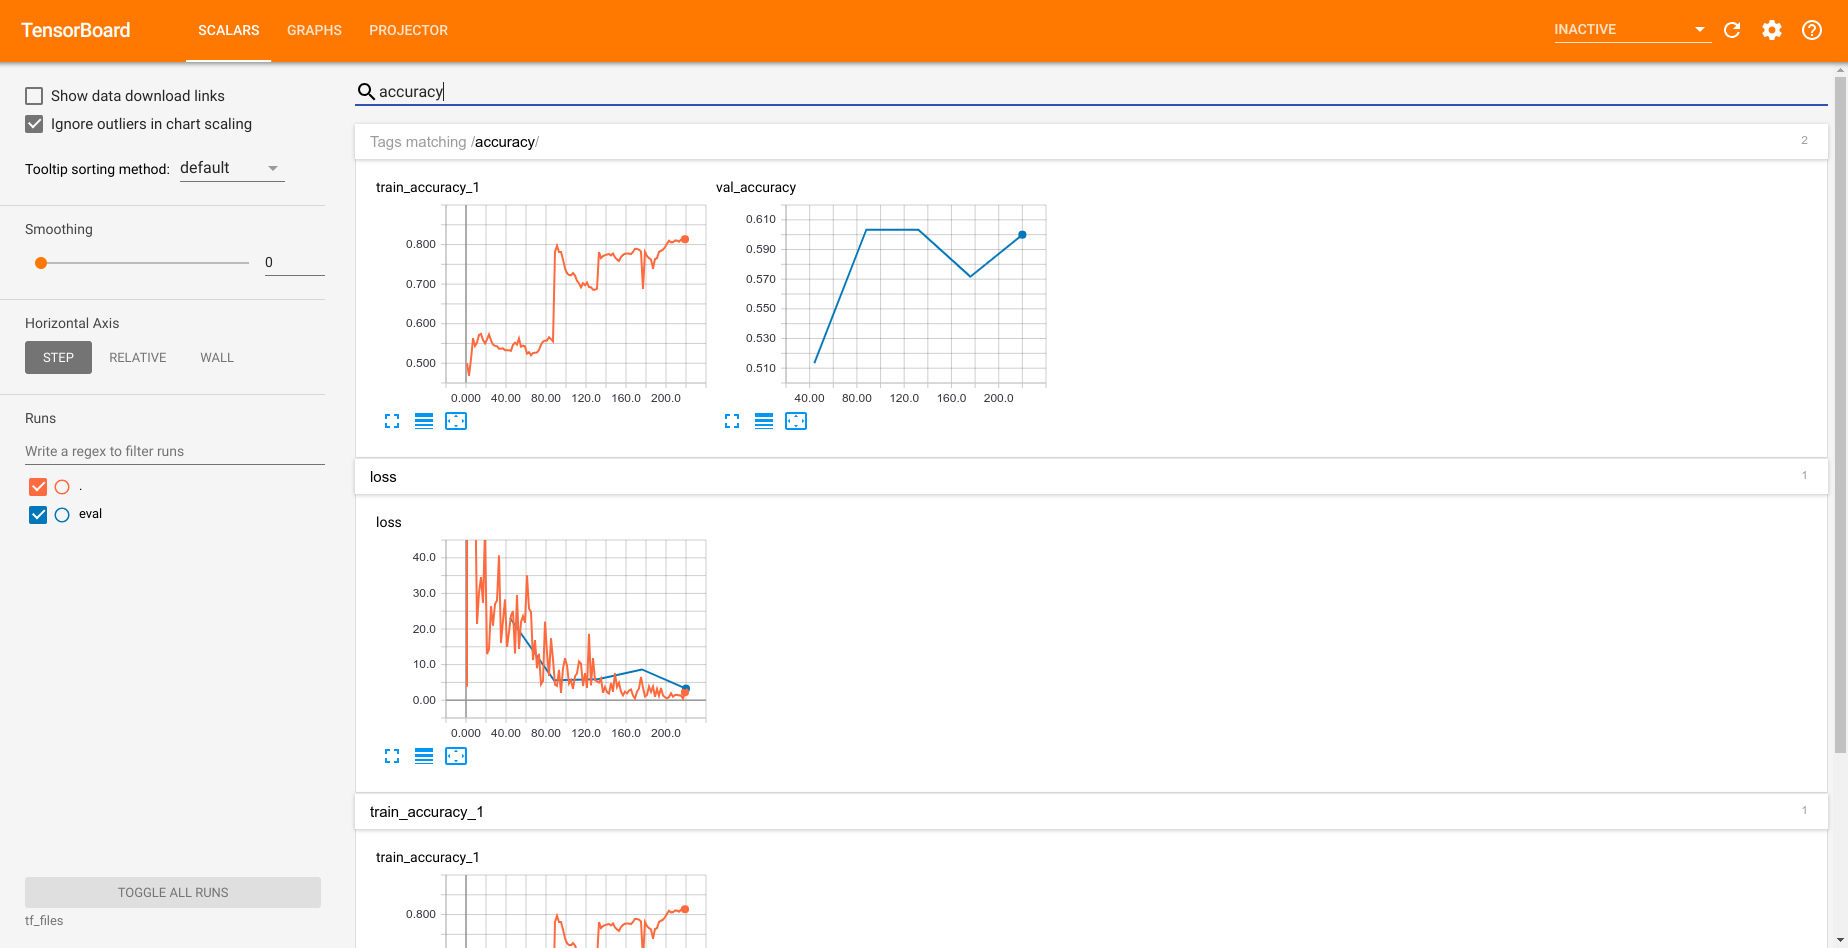 TensorBoard SCALARS GRAPHS PROJECTOR INACTIVE
Show data download links
Ignore outliers in chart scaling
Tooltip sorting method: default
Smoothing
0
Horizontal Axis
STEP RELATIVE WALL
Runs
Write a regex to filter runs
.
eval
TOGGLE ALL RUNS
tf_files
accuracy
Tags matching /accuracy/ 2
train_accuracy_1
0.800
0.700
0.600
0.500
0.000 40.00 80.00 120.0 160.0 200.0
val_accuracy
0.610
0.590
0.570
0.550
0.530
0.510
40.00 80.00 120.0 160.0 200.0
loss 1
loss
40.0
30.0
20.0
10.0
0.00
0.000 40.00 80.00 120.0 160.0 200.0
train_accuracy_1 1
train_accuracy_1
0.800